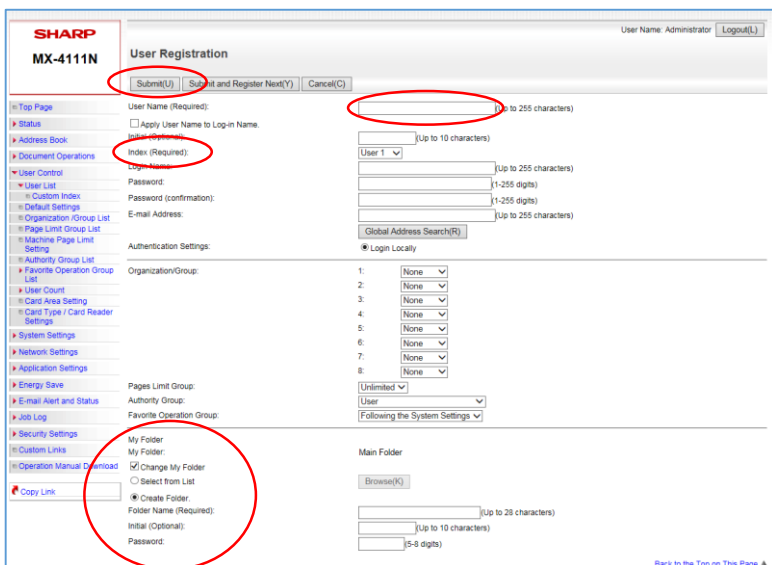 User Name: Administrator Logout(L)
SHARP
MX-4111N
User Registration
Submit(U) Submit and Register Next(Y) Cancel(C)
Top Page
Status
Address Book
Document Operations
User Control
User List
Custom Index
Default Settings
Organization /Group List
Page Limit Group List
Machine Page Limit
Setting
Authority Group List
Favorite Operation Group
List
User Count
Card Area Setting
Card Type / Card Reader
Settings
System Settings
Network Settings
Application Settings
Energy Save
E-mail Alert and Status
Job Log
Security Settings
Custom Links
Operation Manual Download
Copy Link
User Name (Required): (Up to 255 characters)
Apply User Name to Log-in Name.
Initial (Optional): (Up to 10 characters)
Index (Required): User 1
Login Name: (Up to 255 characters)
Password: (1-255 digits)
Password (confirmation): (1-255 digits)
E-mail Address: (Up to 255 characters)
Global Address Search(R)
Authentication Settings: Login Locally
Organization/Group: 1: None
2: None
3: None
4: None
5: None
6: None
7: None
8: None
Pages Limit Group: Unlimited
Authority Group: User
Favorite Operation Group: Following the System Settings
My Folder
My Folder: Main Folder
Change My Folder
Select from List Browse(K)
Create Folder.
Folder Name (Required): (Up to 28 characters)
Initial (Optional): (Up to 10 characters)
Password: (5-8 digits)
Back to the Top on This Page